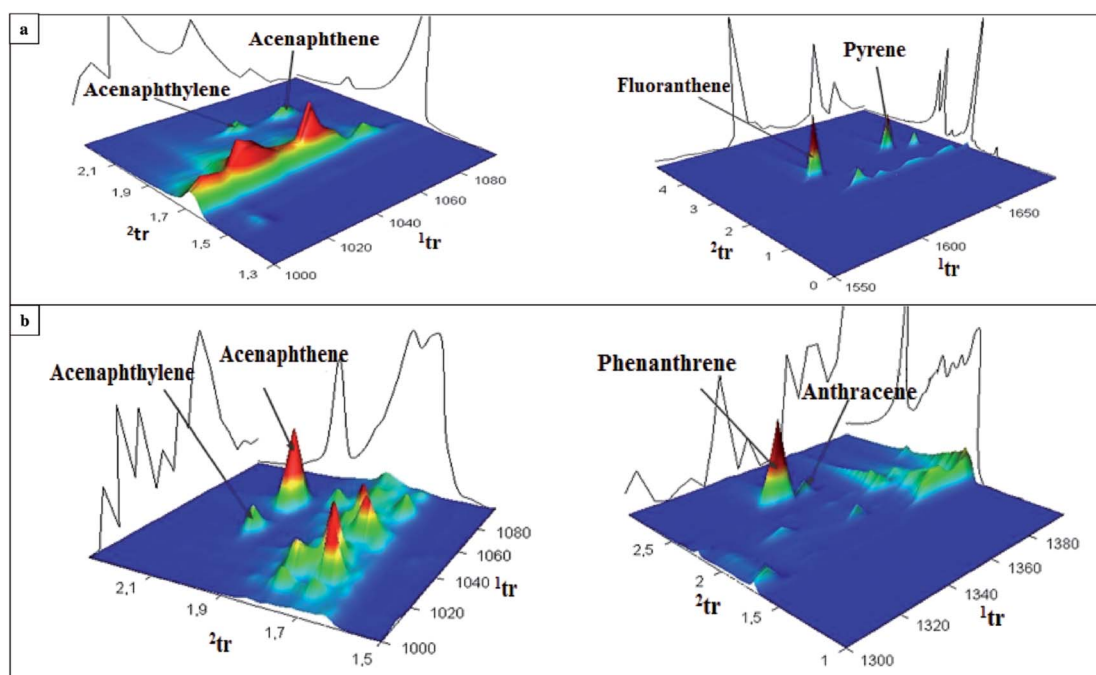 a
Acenaphthene
Acenaphthylene
2,1
1,9
1,7
1,5
1,3
²tr
1000
1020
1040
1060
1080
¹tr
Pyrene
Fluoranthene
4
3
2
1
0
²tr
1550
1600
1650
¹tr
b
Acenaphthene
Acenaphthylene
2,1
1,9
1,7
1,5
²tr
1000
1020
1040
1060
1080
¹tr
Phenanthrene
Anthracene
2,5
2
1,5
1
²tr
1300
1320
1340
1360
1380
¹tr